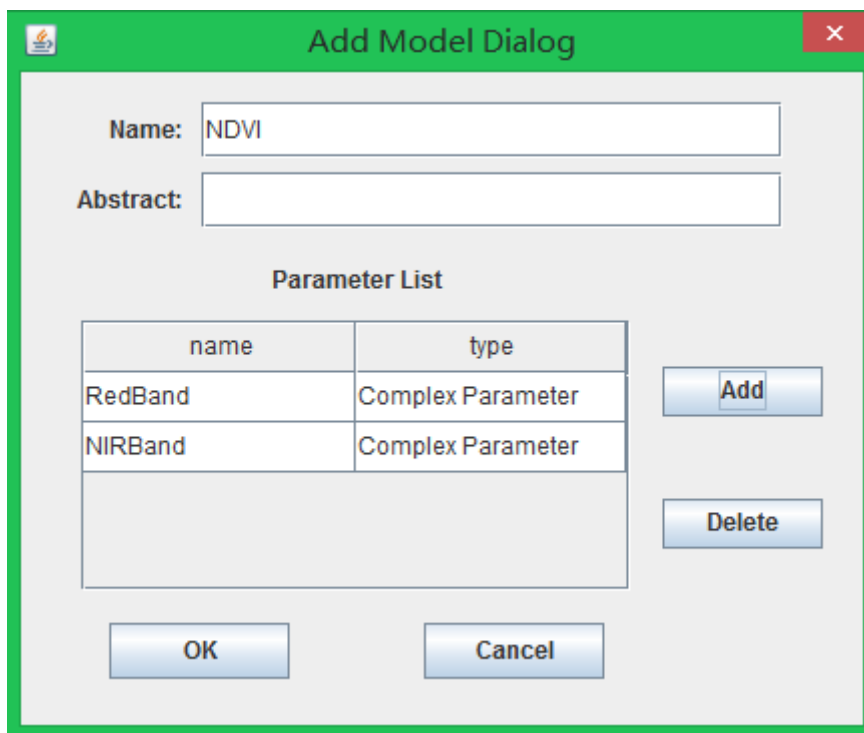 Add Model Dialog
Name: NDVI
Abstract:
Parameter List
name type
RedBand Complex Parameter
NIRBand Complex Parameter
Add
Delete
OK Cancel